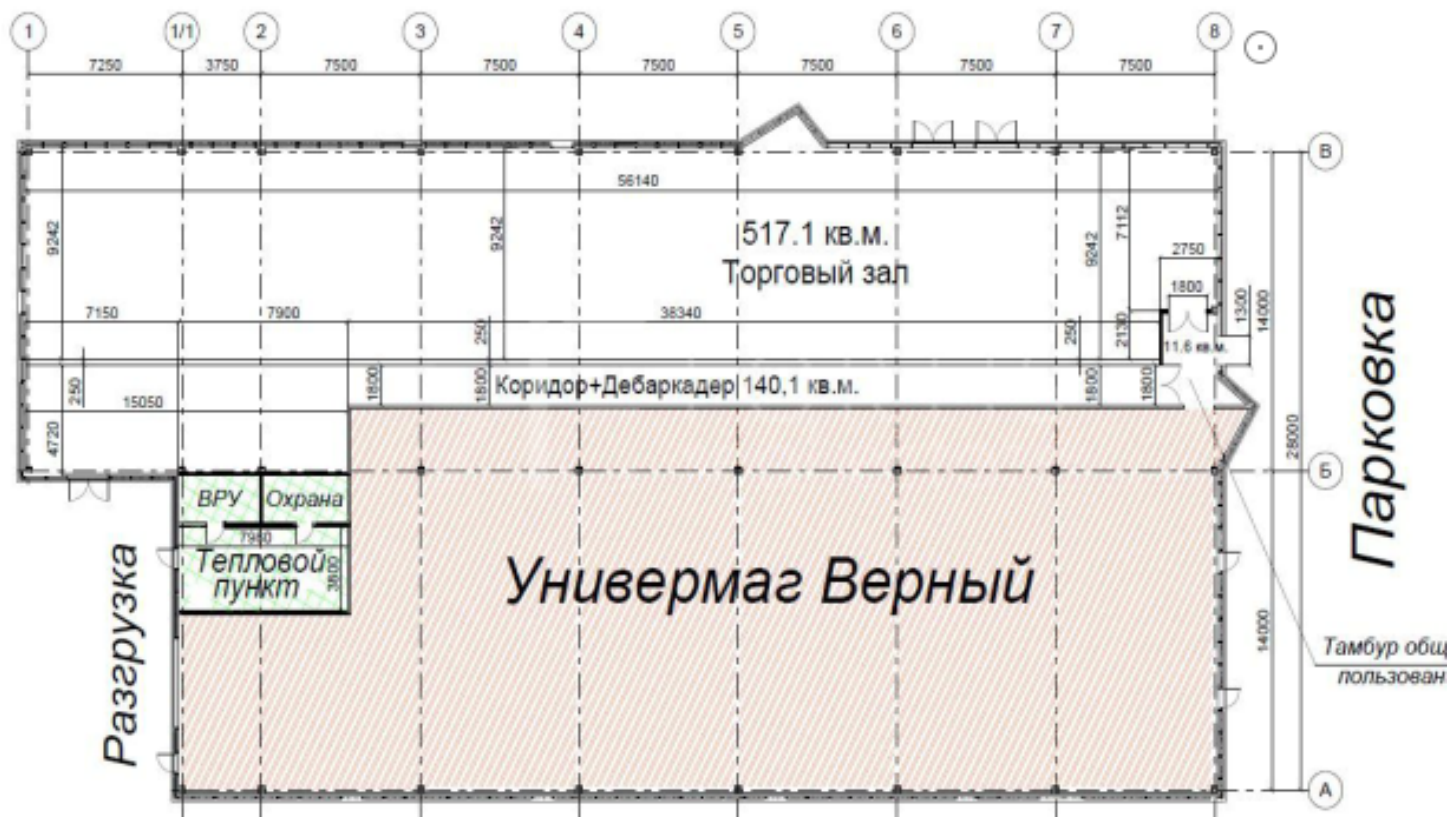 1 1/1 2 3 4 5 6 7 8
7250 3750 7500 7500 7500 7500 7500 7500
В
56140
9242
9242
517.1 кв.м.
Торговый зал
9242
7112
2750
1800
1300
14000
7150 7900 38340
250
250
2130
11.6 кв.м.
250
1800
1800
Коридор+Дебаркадер 140,1 кв.м.
1800
1800
15050
4720
28000
Б
Парковка
ВРУ Охрана
7980
Тепловой
пункт
3800
Универмаг Верный
Разгрузка
14000
Тамбур общ
пользован
А